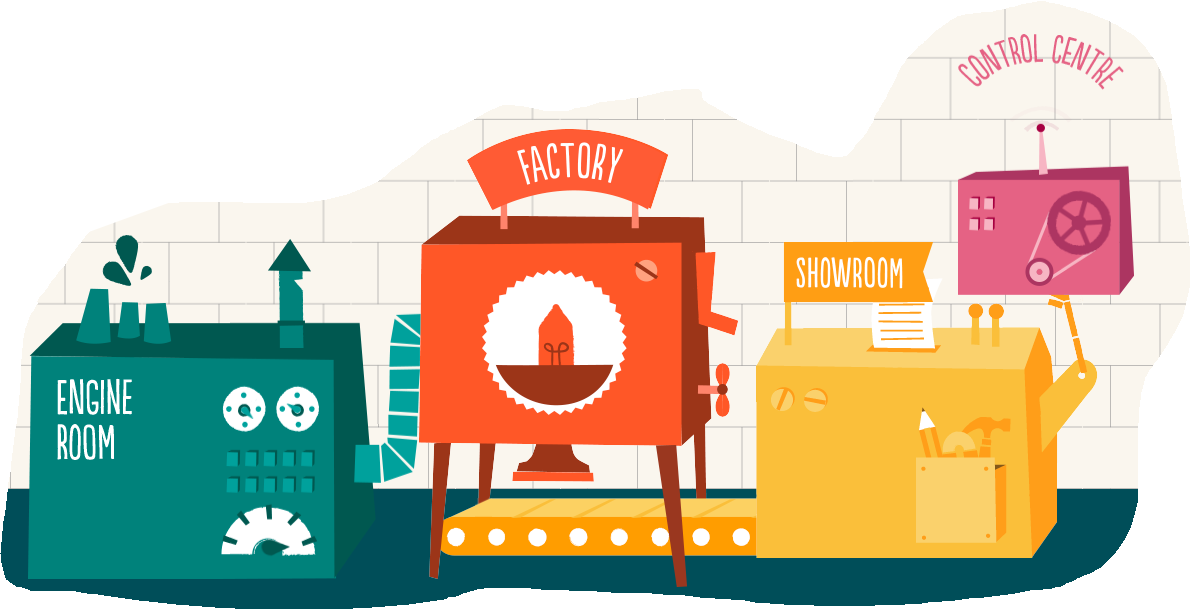 CONTROL CENTRE
FACTORY
SHOWROOM
ENGINE
ROOM